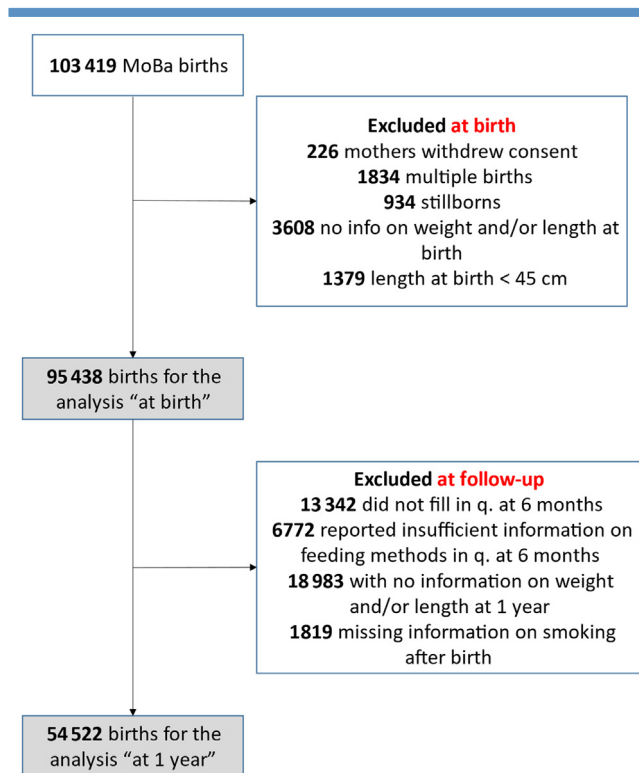 103 419 MoBa births
Excluded at birth
226 mothers withdrew consent
1834 multiple births
934 stillborns
3608 no info on weight and/or length at
birth
1379 length at birth < 45 cm
95 438 births for the
analysis “at birth”
Excluded at follow-up
13 342 did not fill in q. at 6 months
6772 reported insufficient information on
feeding methods in q. at 6 months
18 983 with no information on weight
and/or length at 1 year
1819 missing information on smoking
after birth
54 522 births for the
analysis “at 1 year”